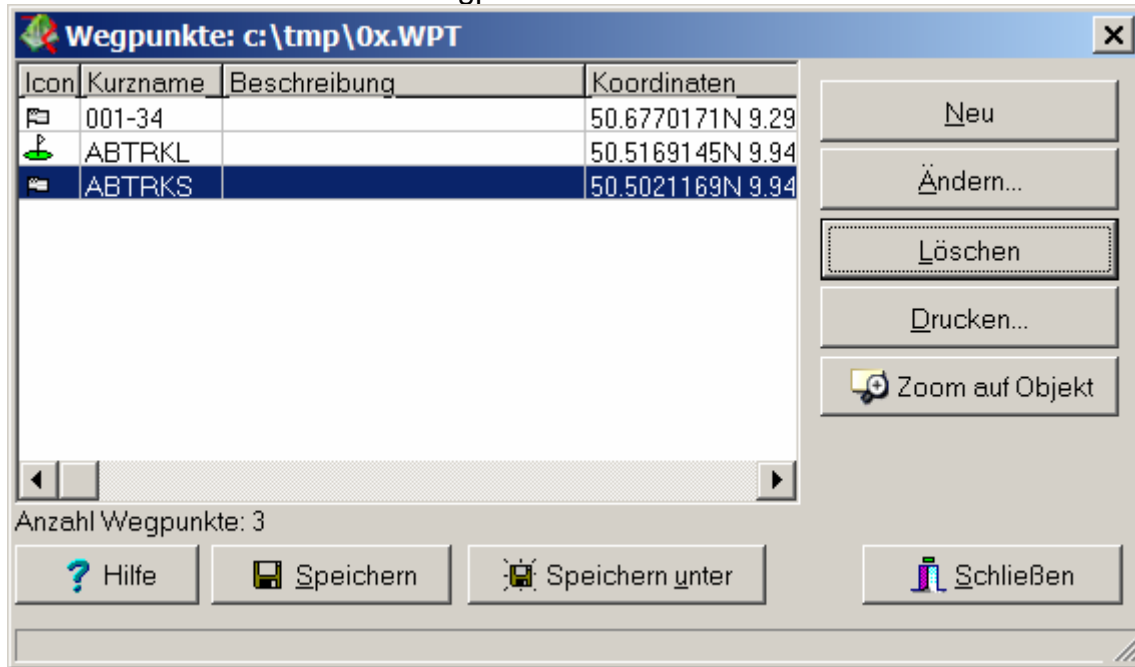 Wegpunkte: c:\tmp\0x.WPT
Icon Kurzname Beschreibung Koordinaten
001-34 50.6770171N 9.29
ABTRKL 50.5169145N 9.94
ABTRKS 50.5021169N 9.94
Neu
Ändern...
Löschen
Drucken...
Zoom auf Objekt
Anzahl Wegpunkte: 3
Hilfe Speichern Speichern unter Schließen